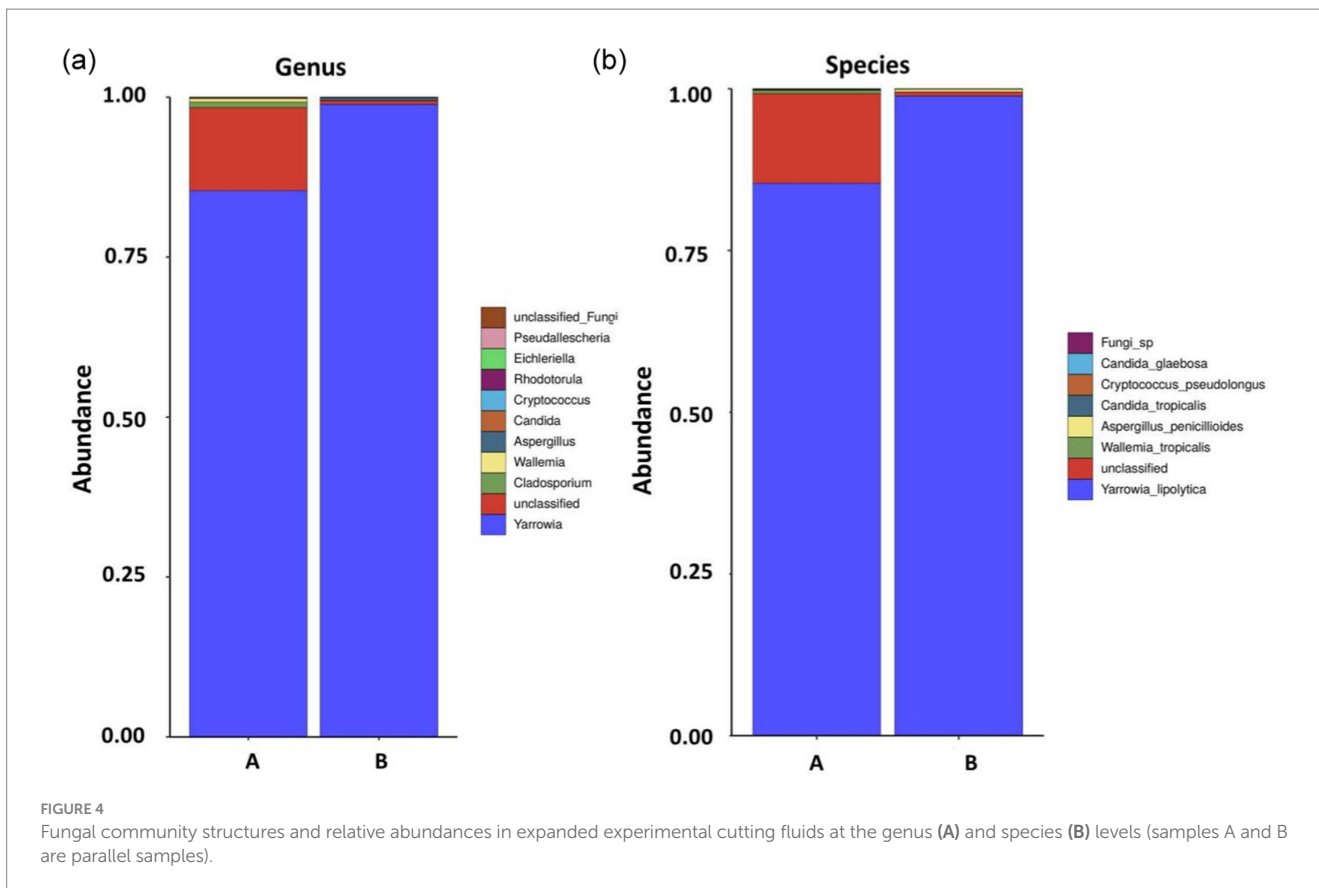 (a)
Genus
1.00
0.75
0.50
0.25
0.00
Abundance
A
B
unclassified_Fungi
Pseudallescheria
Eichleriella
Rhodotorula
Cryptococcus
Candida
Aspergillus
Wallemia
Cladosporium
unclassified
Yarrowia
(b)
Species
1.00
0.75
0.50
0.25
0.00
Abundance
A
B
Fungi_sp
Candida_glaebosa
Cryptococcus_pseudolongus
Candida_tropicalis
Aspergillus_penicillioides
Wallemia_tropicalis
unclassified
Yarrowia_lipolytica
FIGURE 4
Fungal community structures and relative abundances in expanded experimental cutting fluids at the genus (A) and species (B) levels (samples A and B
are parallel samples).